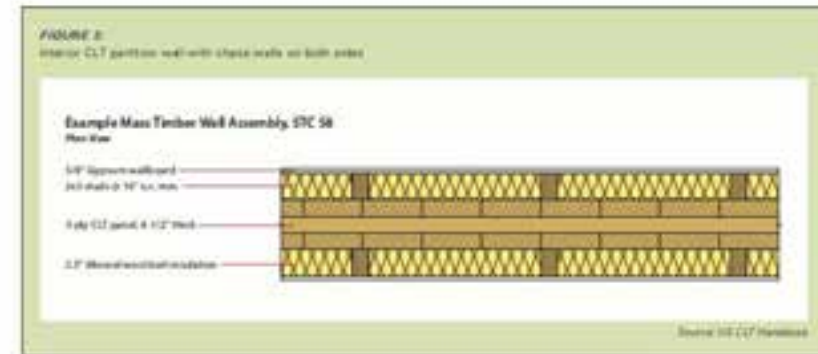 FIGURE 5:
Interior CLT partition wall with chase walls on both sides
Example Mass Timber Wall Assembly, STC 58
Plan View
5/8" Gypsum wallboard
2x3 studs @ 16" o.c. min.
3-ply CLT panel, 4 1/2" thick
2.5" Mineral wool batt insulation
Source: US CLT Handbook